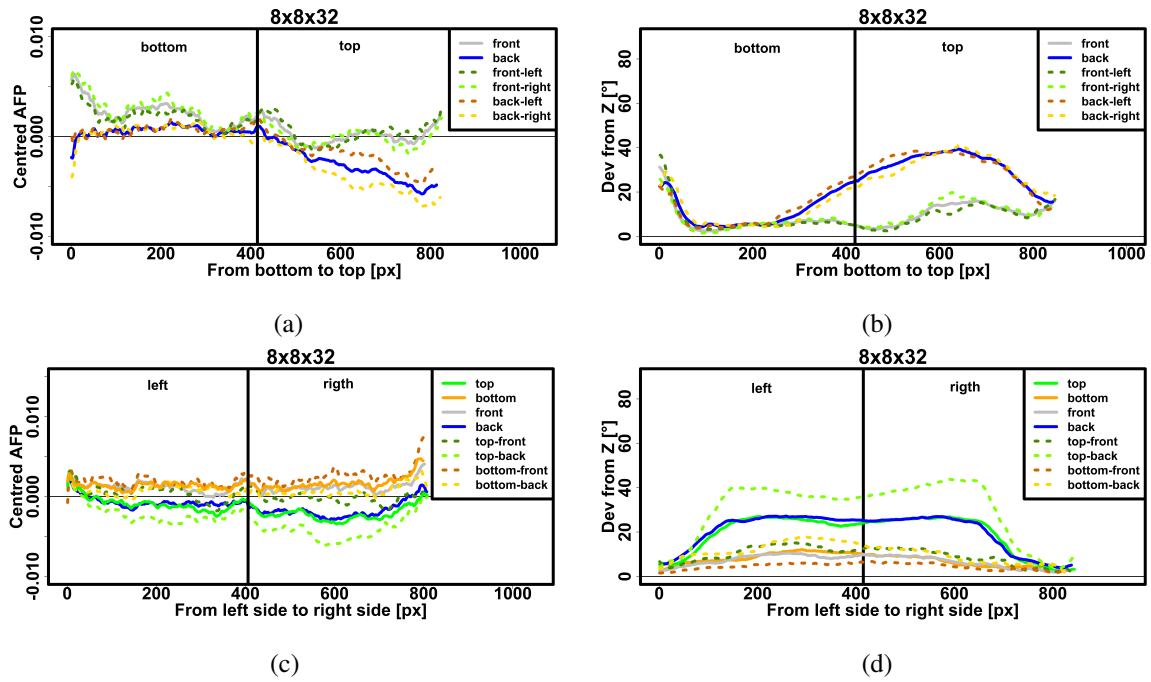 8x8x32
Centred AFP
0.010
0.000
-0.010
bottom
top
front
back
front-left
front-right
back-left
back-right
0 200 400 600 800 1000
From bottom to top [px]
(a)
8x8x32
Dev from Z [°]
80
60
40
20
0
bottom
top
front
back
front-left
front-right
back-left
back-right
0 200 400 600 800 1000
From bottom to top [px]
(b)
8x8x32
Centred AFP
0.010
0.000
-0.010
left
rigth
top
bottom
front
back
top-front
top-back
bottom-front
bottom-back
0 200 400 600 800 1000
From left side to right side [px]
(c)
8x8x32
Dev from Z [°]
80
60
40
20
0
left
rigth
top
bottom
front
back
top-front
top-back
bottom-front
bottom-back
0 200 400 600 800
From left side to right side [px]
(d)